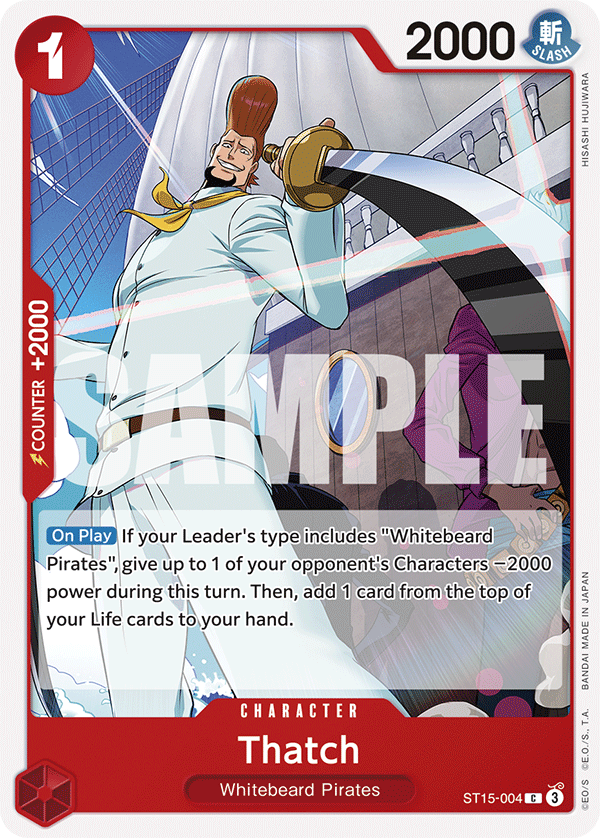 1
2000
斬
SLASH
HISASHI HUJIWARA
COUNTER +2000
SAMPLE
On Play If your Leader's type includes "Whitebeard
Pirates", give up to 1 of your opponent's Characters −2000
power during this turn. Then, add 1 card from the top of
your Life cards to your hand.
CHARACTER
Thatch
Whitebeard Pirates
ST15-004 C 3
©EO/S ©E.O./S., T.A. BANDAI MADE IN JAPAN